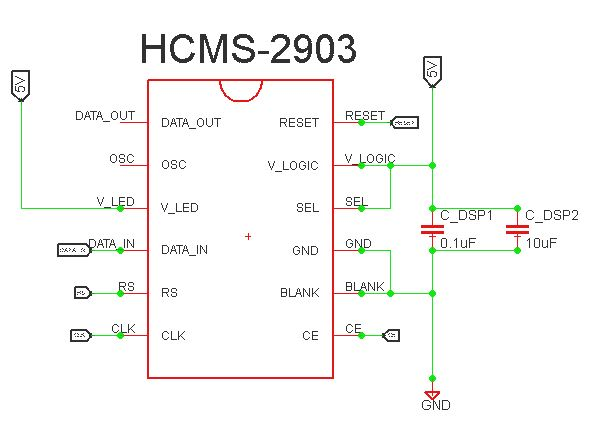 HCMS-2903
5V
5V
DATA_OUT DATA_OUT RESET RESET
OSC OSC V_LOGIC V_LOGIC
V_LED V_LED SEL SEL C_DSP1 C_DSP2
0.1uF 10uF
DATA_IN DATA_IN DATA_IN GND GND
RS RS BLANK BLANK
CLK CLK CE CE
GND